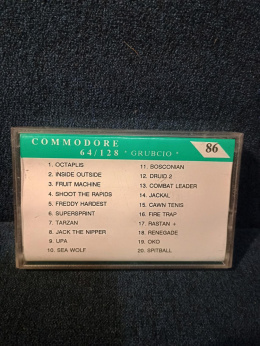 COMMODORE
64/128 " GRUBCIO "
86
1. OCTAPLIS
2. INSIDE OUTSIDE
3. FRUIT MACHINE
4. SHOOT THE RAPIDS
5. FREDDY HARDEST
6. SUPERSPRINT
7. TARZAN
8. JACK THE NIPPER
9. UPA
10. SEA WOLF
11. BOSCONIAN
12. DRUID 2
13. COMBAT LEADER
14. JACKAL
15. CAWN TENIS
16. FIRE TRAP
17. RASTAN +
18. RENEGADE
19. OKO
20. SPITBALL